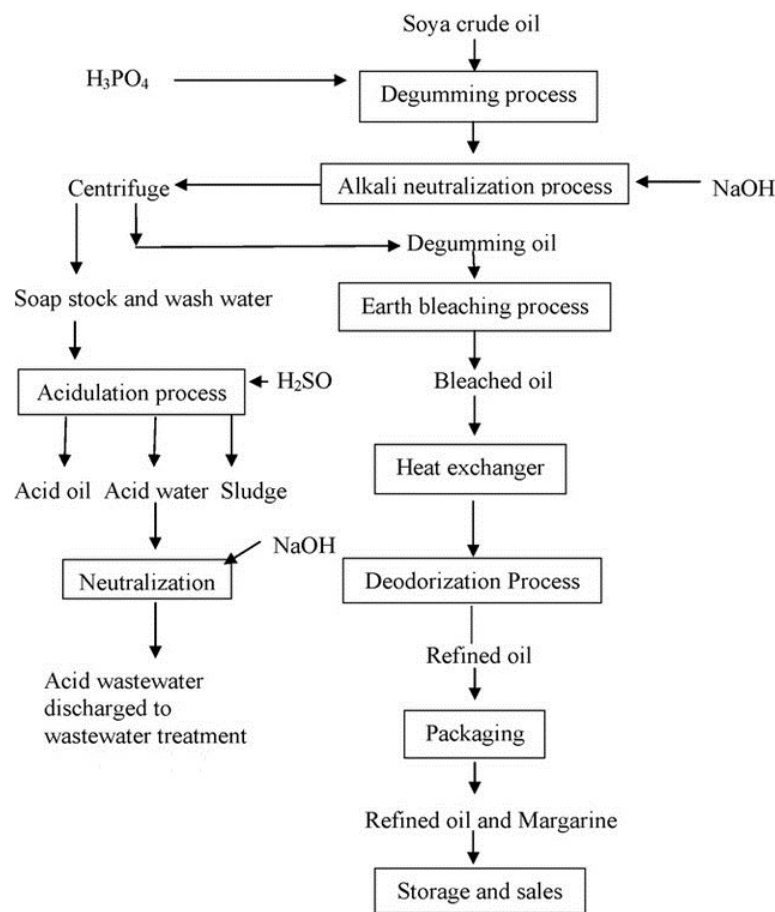 Soya crude oil
H₃PO₄
Degumming process
Centrifuge
Alkali neutralization process
NaOH
Degumming oil
Soap stock and wash water
Earth bleaching process
Acidulation process
H₂SO
Bleached oil
Heat exchanger
Acid oil Acid water Sludge
NaOH
Neutralization
Deodorization Process
Refined oil
Acid wastewater
discharged to
wastewater treatment
Packaging
Refined oil and Margarine
Storage and sales